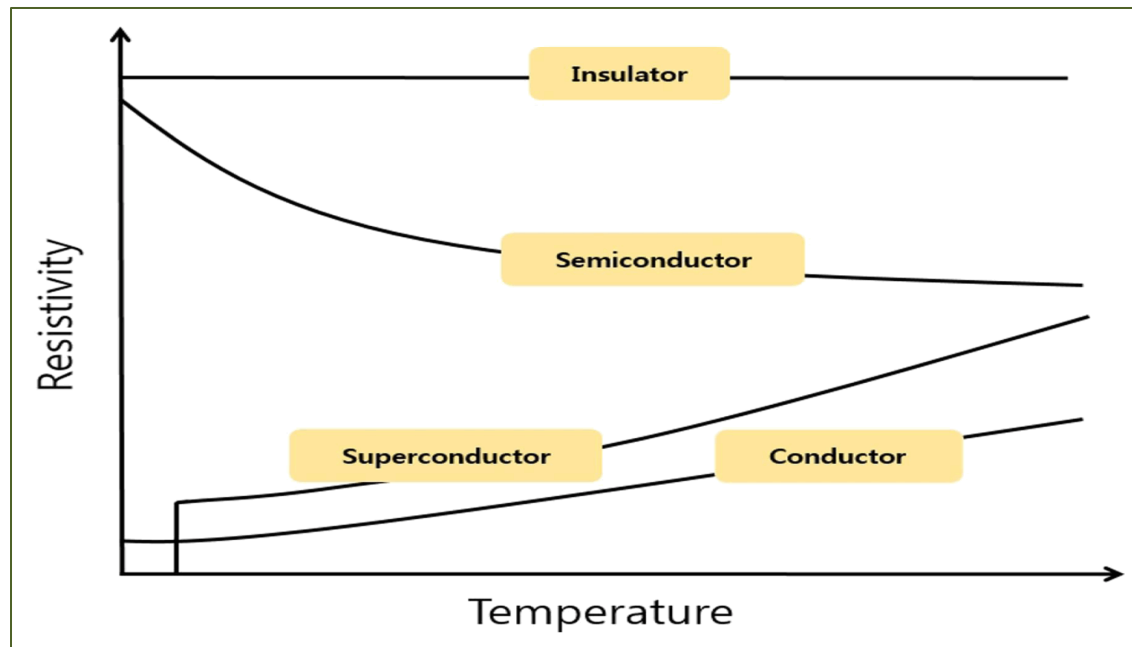 Insulator
Semiconductor
Resistivity
Superconductor
Conductor
Temperature